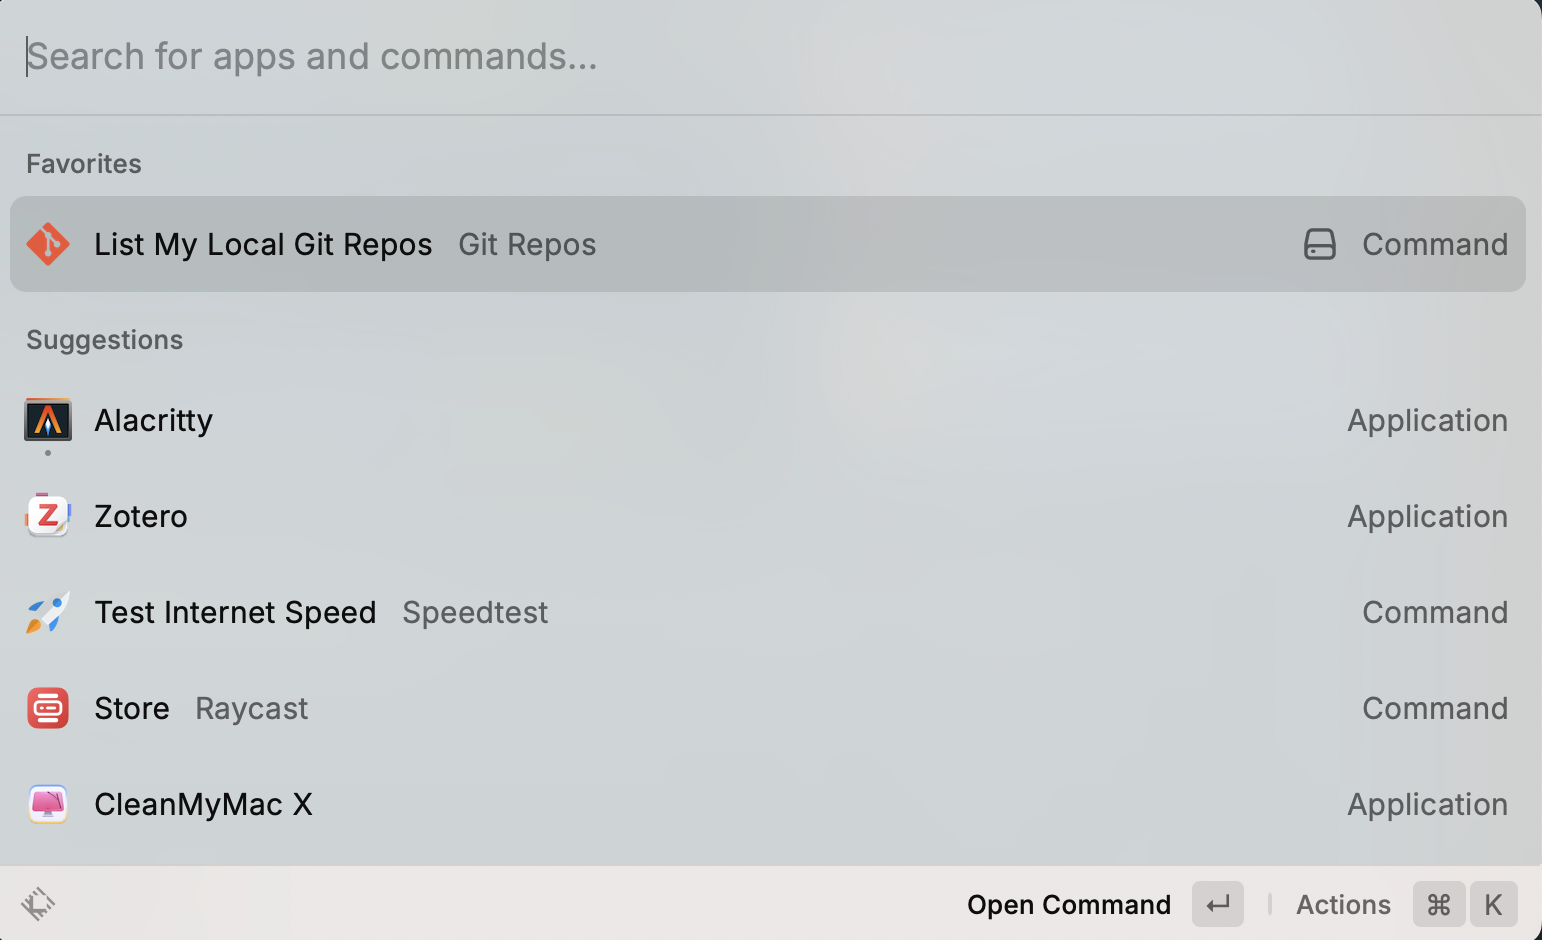 Search for apps and commands...
Favorites
List My Local Git Repos Git Repos Command
Suggestions
Alacritty Application
Zotero Application
Test Internet Speed Speedtest Command
Store Raycast Command
CleanMyMac X Application
Open Command ↵ Actions ⌘ K